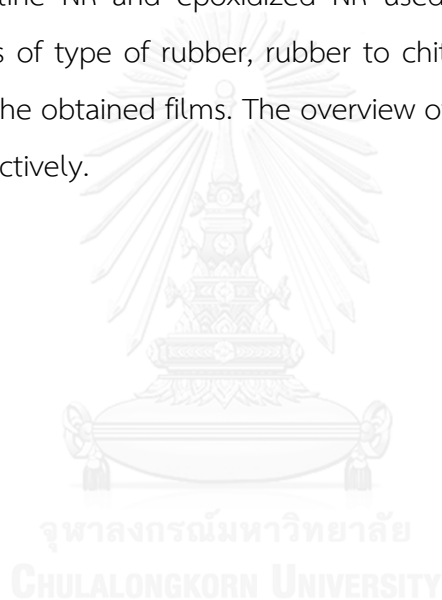 tine NR and epoxidized NR used
s of type of rubber, rubber to chit
he obtained films. The overview o
ctively.
จุฬาลงกรณ์มหาวิทยาลัย
CHULALONGKORN UNIVERSITY